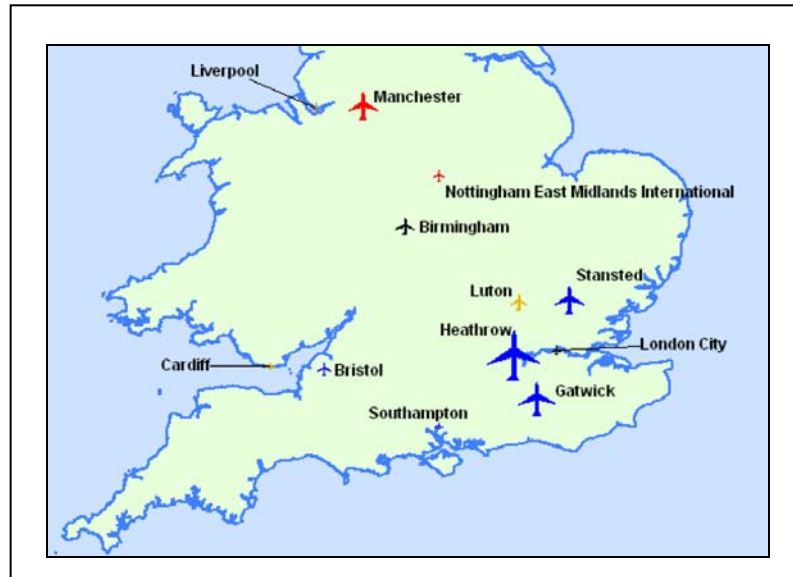 Liverpool
Manchester
Nottingham East Midlands International
Birmingham
Stansted
Luton
Heathrow
London City
Cardiff
Bristol
Gatwick
Southampton